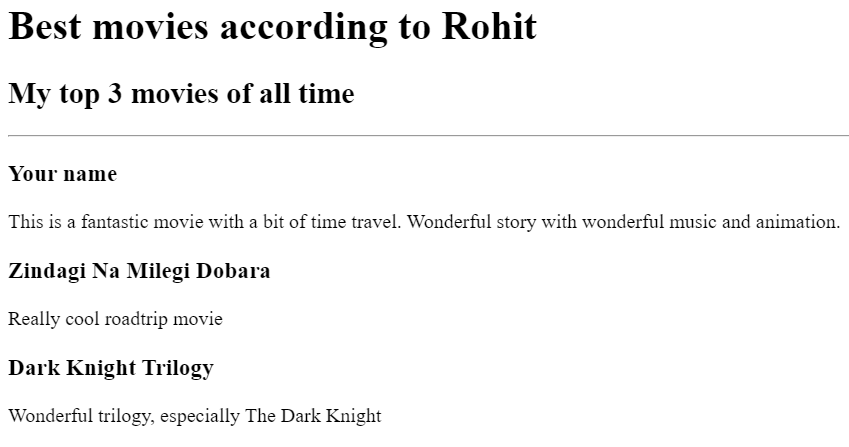 Best movies according to Rohit
My top 3 movies of all time
Your name
This is a fantastic movie with a bit of time travel. Wonderful story with wonderful music and animation.
Zindagi Na Milegi Dobara
Really cool roadtrip movie
Dark Knight Trilogy
Wonderful trilogy, especially The Dark Knight